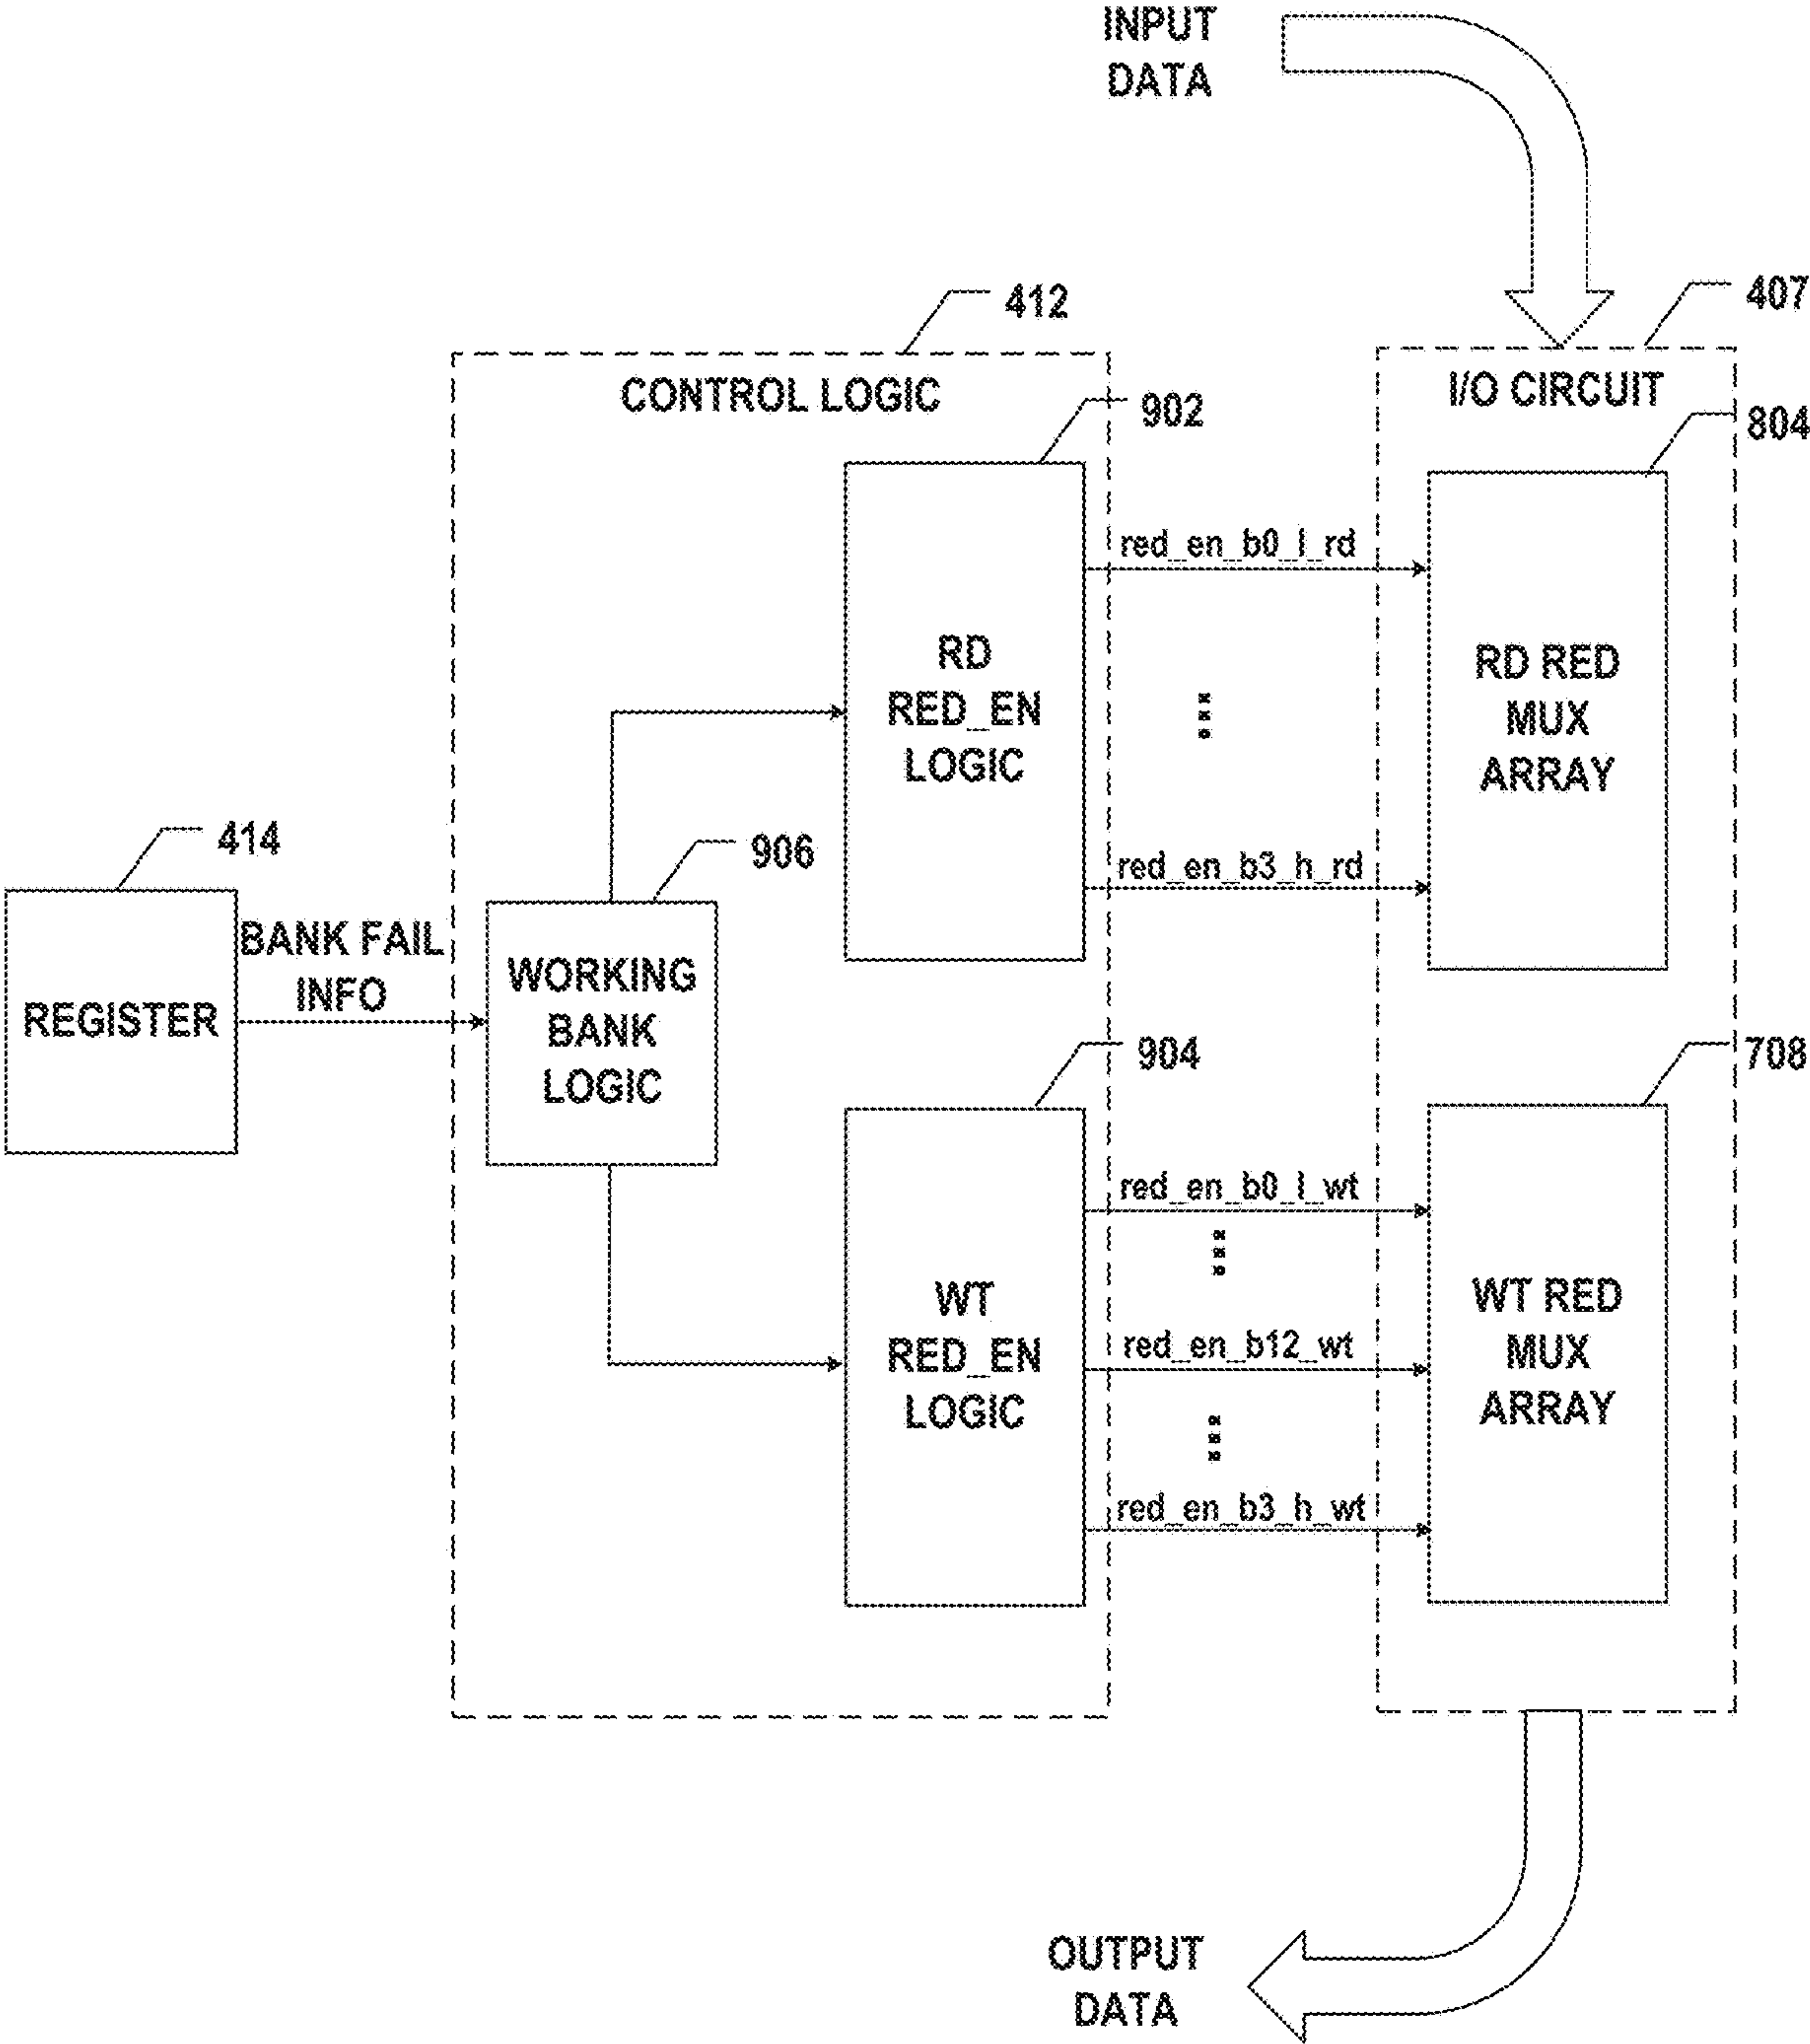 INPUT
DATA
407
412
I/O CIRCUIT
CONTROL LOGIC
902
804
red_en_b0_l_rd
RD
RED_EN
LOGIC
RD RED
MUX
ARRAY
414
906
red_en_b3_h_rd
BANK FAIL
INFO
REGISTER
WORKING
BANK
LOGIC
904
708
red_en_b0_l_wt
WT
RED_EN
LOGIC
WT RED
MUX
ARRAY
red_en_b12_wt
red_en_b3_h_wt
OUTPUT
DATA